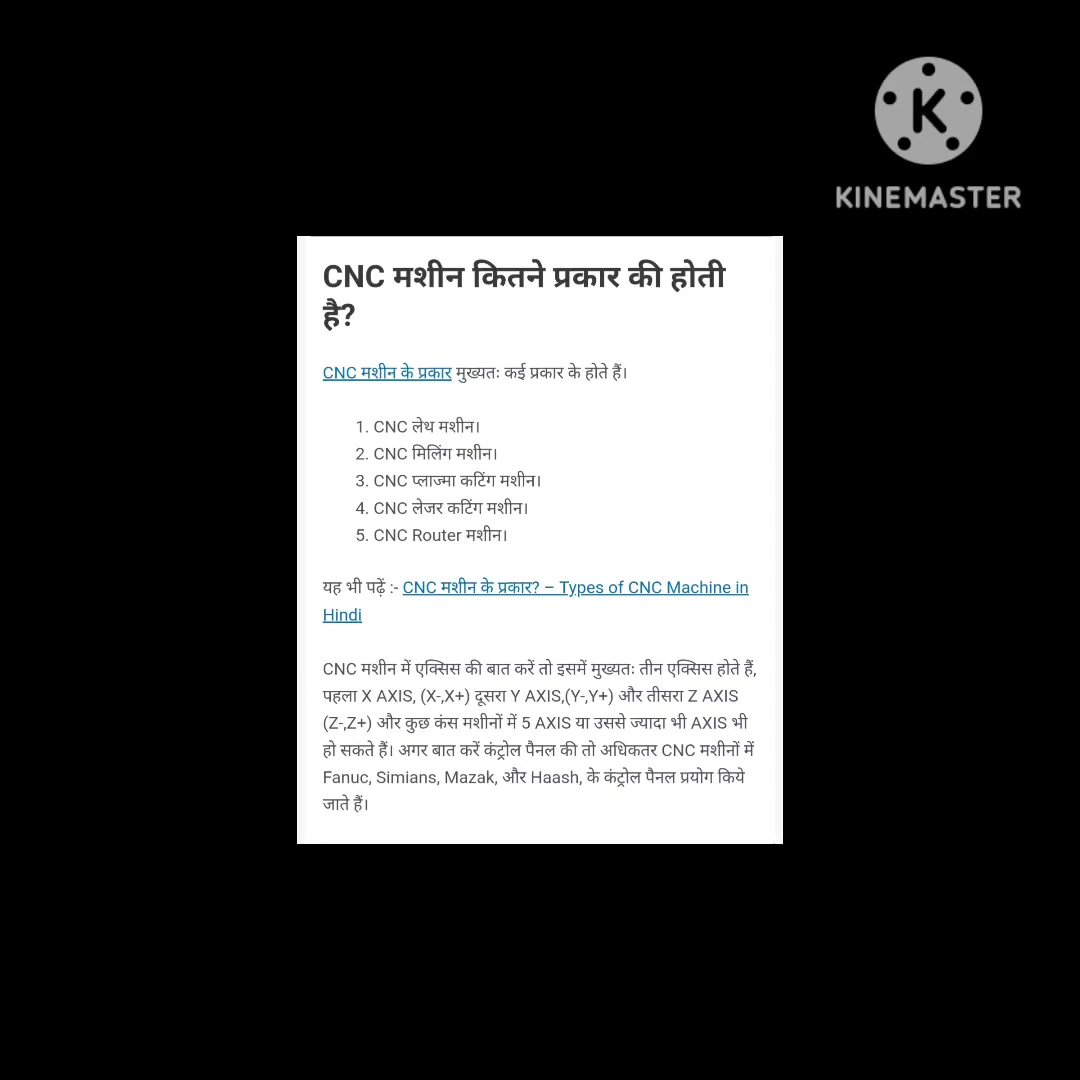 K
KINEMASTER
CNC मशीन कितने प्रकार की होती
है?
CNC मशीन के प्रकार मुख्यतः कई प्रकार के होते हैं।
1. CNC लेथ मशीन।
2. CNC मिलिंग मशीन।
3. CNC प्लाज्मा कटिंग मशीन।
4. CNC लेजर कटिंग मशीन।
5. CNC Router मशीन।
यह भी पढ़ें :- CNC मशीन के प्रकार? – Types of CNC Machine in
Hindi
CNC मशीन में एक्सिस की बात करें तो इसमें मुख्यतः तीन एक्सिस होते हैं,
पहला X AXIS, (X-,X+) दूसरा Y AXIS,(Y-,Y+) और तीसरा Z AXIS
(Z-,Z+) और कुछ कंस मशीनों में 5 AXIS या उससे ज्यादा भी AXIS भी
हो सकते हैं। अगर बात करें कंट्रोल पैनल की तो अधिकतर CNC मशीनों में
Fanuc, Simians, Mazak, और Haash, के कंट्रोल पैनल प्रयोग किये
जाते हैं।